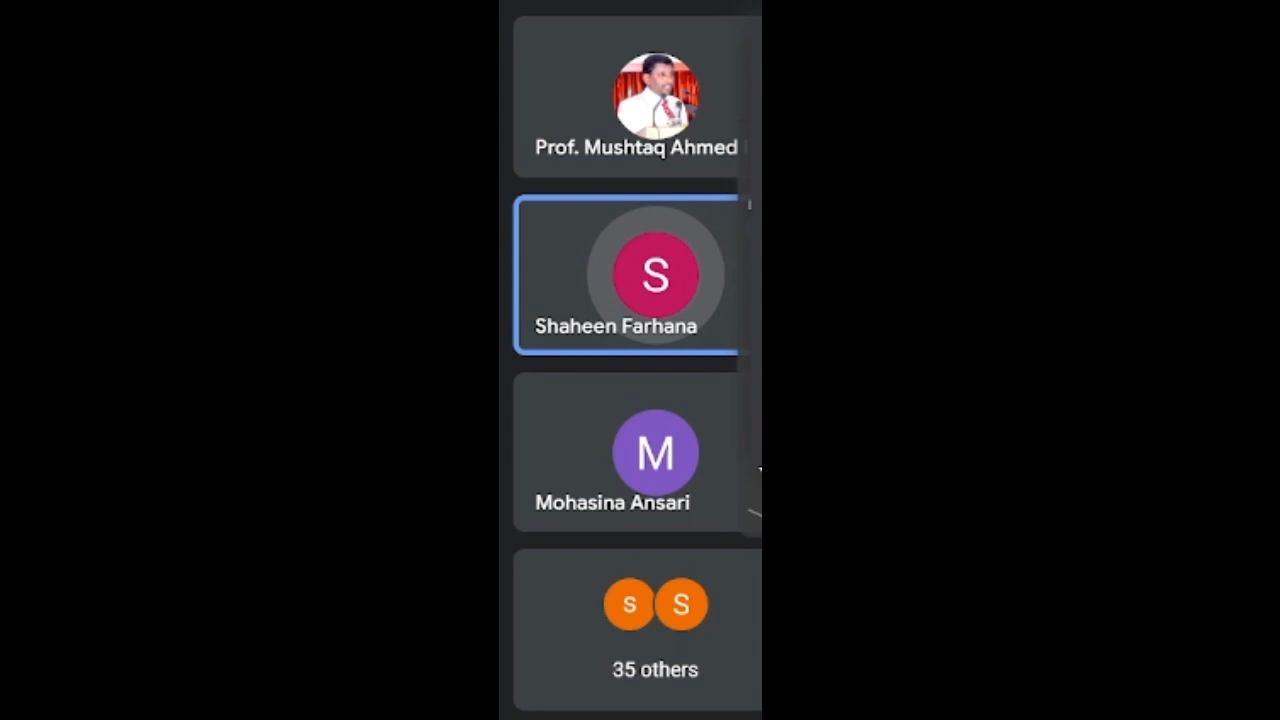 Prof. Mushtaq Ahmed
S
Shaheen Farhana
M
Mohasina Ansari
s S
35 others